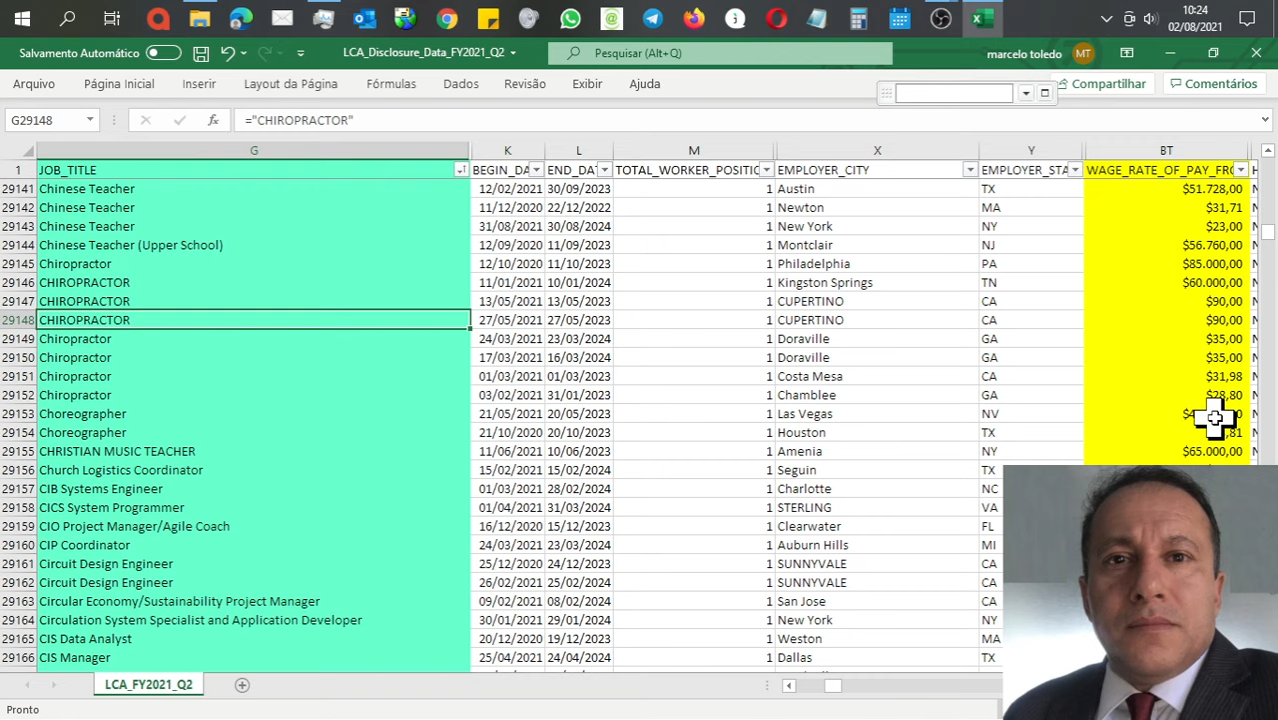 10:24
02/08/2021
Salvamento Automático
LCA_Disclosure_Data_FY2021_Q2
Pesquisar (Alt+Q)
marcelo toledo
MT
Arquivo Página Inicial Inserir Layout da Página Fórmulas Dados Revisão Exibir Ajuda
Compartilhar Comentários
G29148 fx ="CHIROPRACTOR"
G K L M X Y BT
1 JOB_TITLE BEGIN_DA END_DAT TOTAL_WORKER_POSITIO EMPLOYER_CITY EMPLOYER_STA WAGE_RATE_OF_PAY_FRO
29141 Chinese Teacher 12/02/2021 30/09/2023 1 Austin TX $51.728,00
29142 Chinese Teacher 11/12/2020 22/12/2022 1 Newton MA $31,71
29143 Chinese Teacher 31/08/2021 30/08/2024 1 New York NY $23,00
29144 Chinese Teacher (Upper School) 12/09/2020 11/09/2023 1 Montclair NJ $56.760,00
29145 Chiropractor 12/10/2020 11/10/2023 1 Philadelphia PA $85.000,00
29146 CHIROPRACTOR 11/01/2021 10/01/2024 1 Kingston Springs TN $60.000,00
29147 CHIROPRACTOR 13/05/2021 13/05/2023 1 CUPERTINO CA $90,00
29148 CHIROPRACTOR 27/05/2021 27/05/2023 1 CUPERTINO CA $90,00
29149 Chiropractor 24/03/2021 23/03/2024 1 Doraville GA $35,00
29150 Chiropractor 17/03/2021 16/03/2024 1 Doraville GA $35,00
29151 Chiropractor 01/03/2021 01/03/2023 1 Costa Mesa CA $31,98
29152 Chiropractor 03/02/2021 31/01/2024 1 Chamblee GA $28,80
29153 Choreographer 21/05/2021 20/05/2023 1 Las Vegas NV
29154 Choreographer 21/10/2020 20/10/2023 1 Houston TX
29155 CHRISTIAN MUSIC TEACHER 11/06/2021 10/06/2023 1 Amenia NY $65.000,00
29156 Church Logistics Coordinator 15/02/2021 15/02/2024 1 Seguin TX
29157 CIB Systems Engineer 01/03/2021 28/02/2024 1 Charlotte NC
29158 CICS System Programmer 01/04/2021 31/03/2024 1 STERLING VA
29159 CIO Project Manager/Agile Coach 16/12/2020 15/12/2023 1 Clearwater FL
29160 CIP Coordinator 24/03/2021 23/03/2024 1 Auburn Hills MI
29161 Circuit Design Engineer 25/12/2020 24/12/2023 1 SUNNYVALE CA
29162 Circuit Design Engineer 26/02/2021 25/02/2024 1 SUNNYVALE CA
29163 Circular Economy/Sustainability Project Manager 09/02/2021 08/02/2024 1 San Jose CA
29164 Circulation System Specialist and Application Developer 30/01/2021 29/01/2024 1 New York NY
29165 CIS Data Analyst 20/12/2020 19/12/2023 1 Weston MA
29166 CIS Manager 25/04/2021 24/04/2024 1 Dallas TX
LCA_FY2021_Q2
Pronto